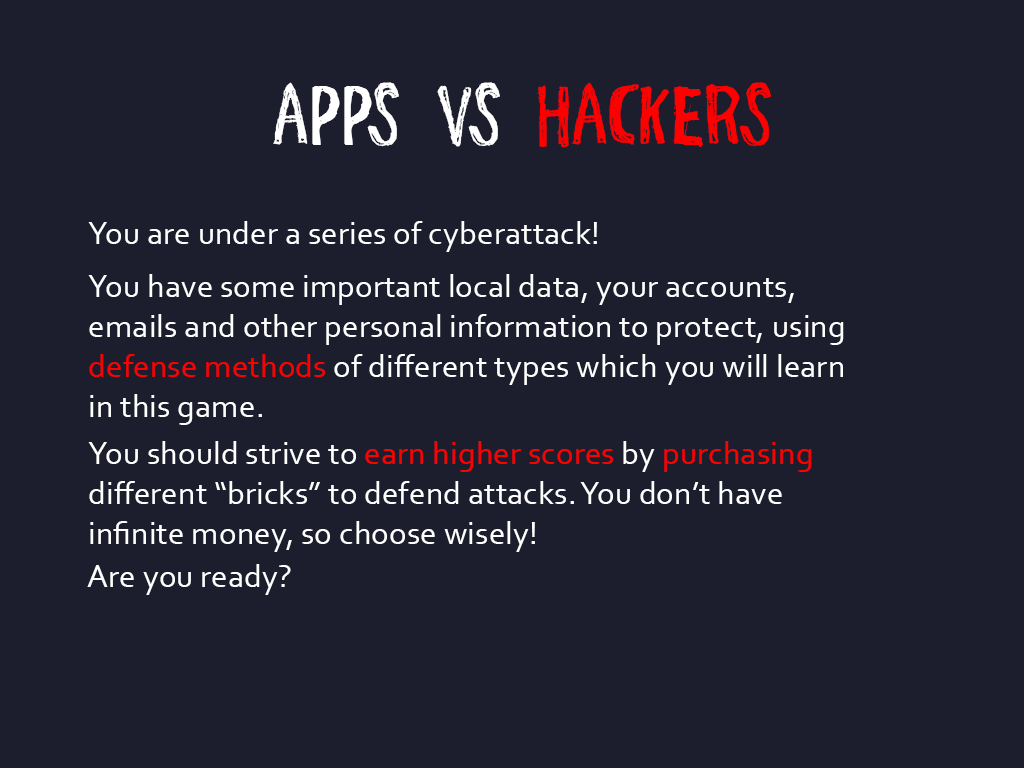 APPS VS HACKERS
You are under a series of cyberattack!
You have some important local data, your accounts,
emails and other personal information to protect, using
defense methods of different types which you will learn
in this game.
You should strive to earn higher scores by purchasing
different “bricks” to defend attacks. You don’t have
infinite money, so choose wisely!
Are you ready?